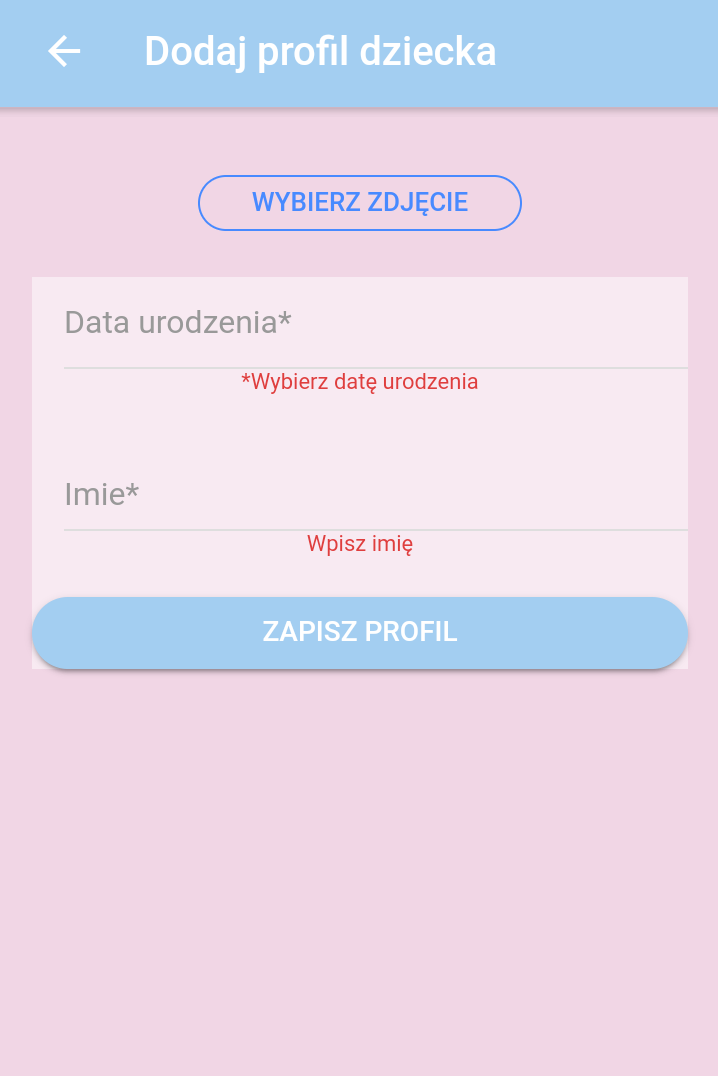 Dodaj profil dziecka
WYBIERZ ZDJĘCIE
Data urodzenia*
*Wybierz datę urodzenia
Imie*
Wpisz imię
ZAPISZ PROFIL